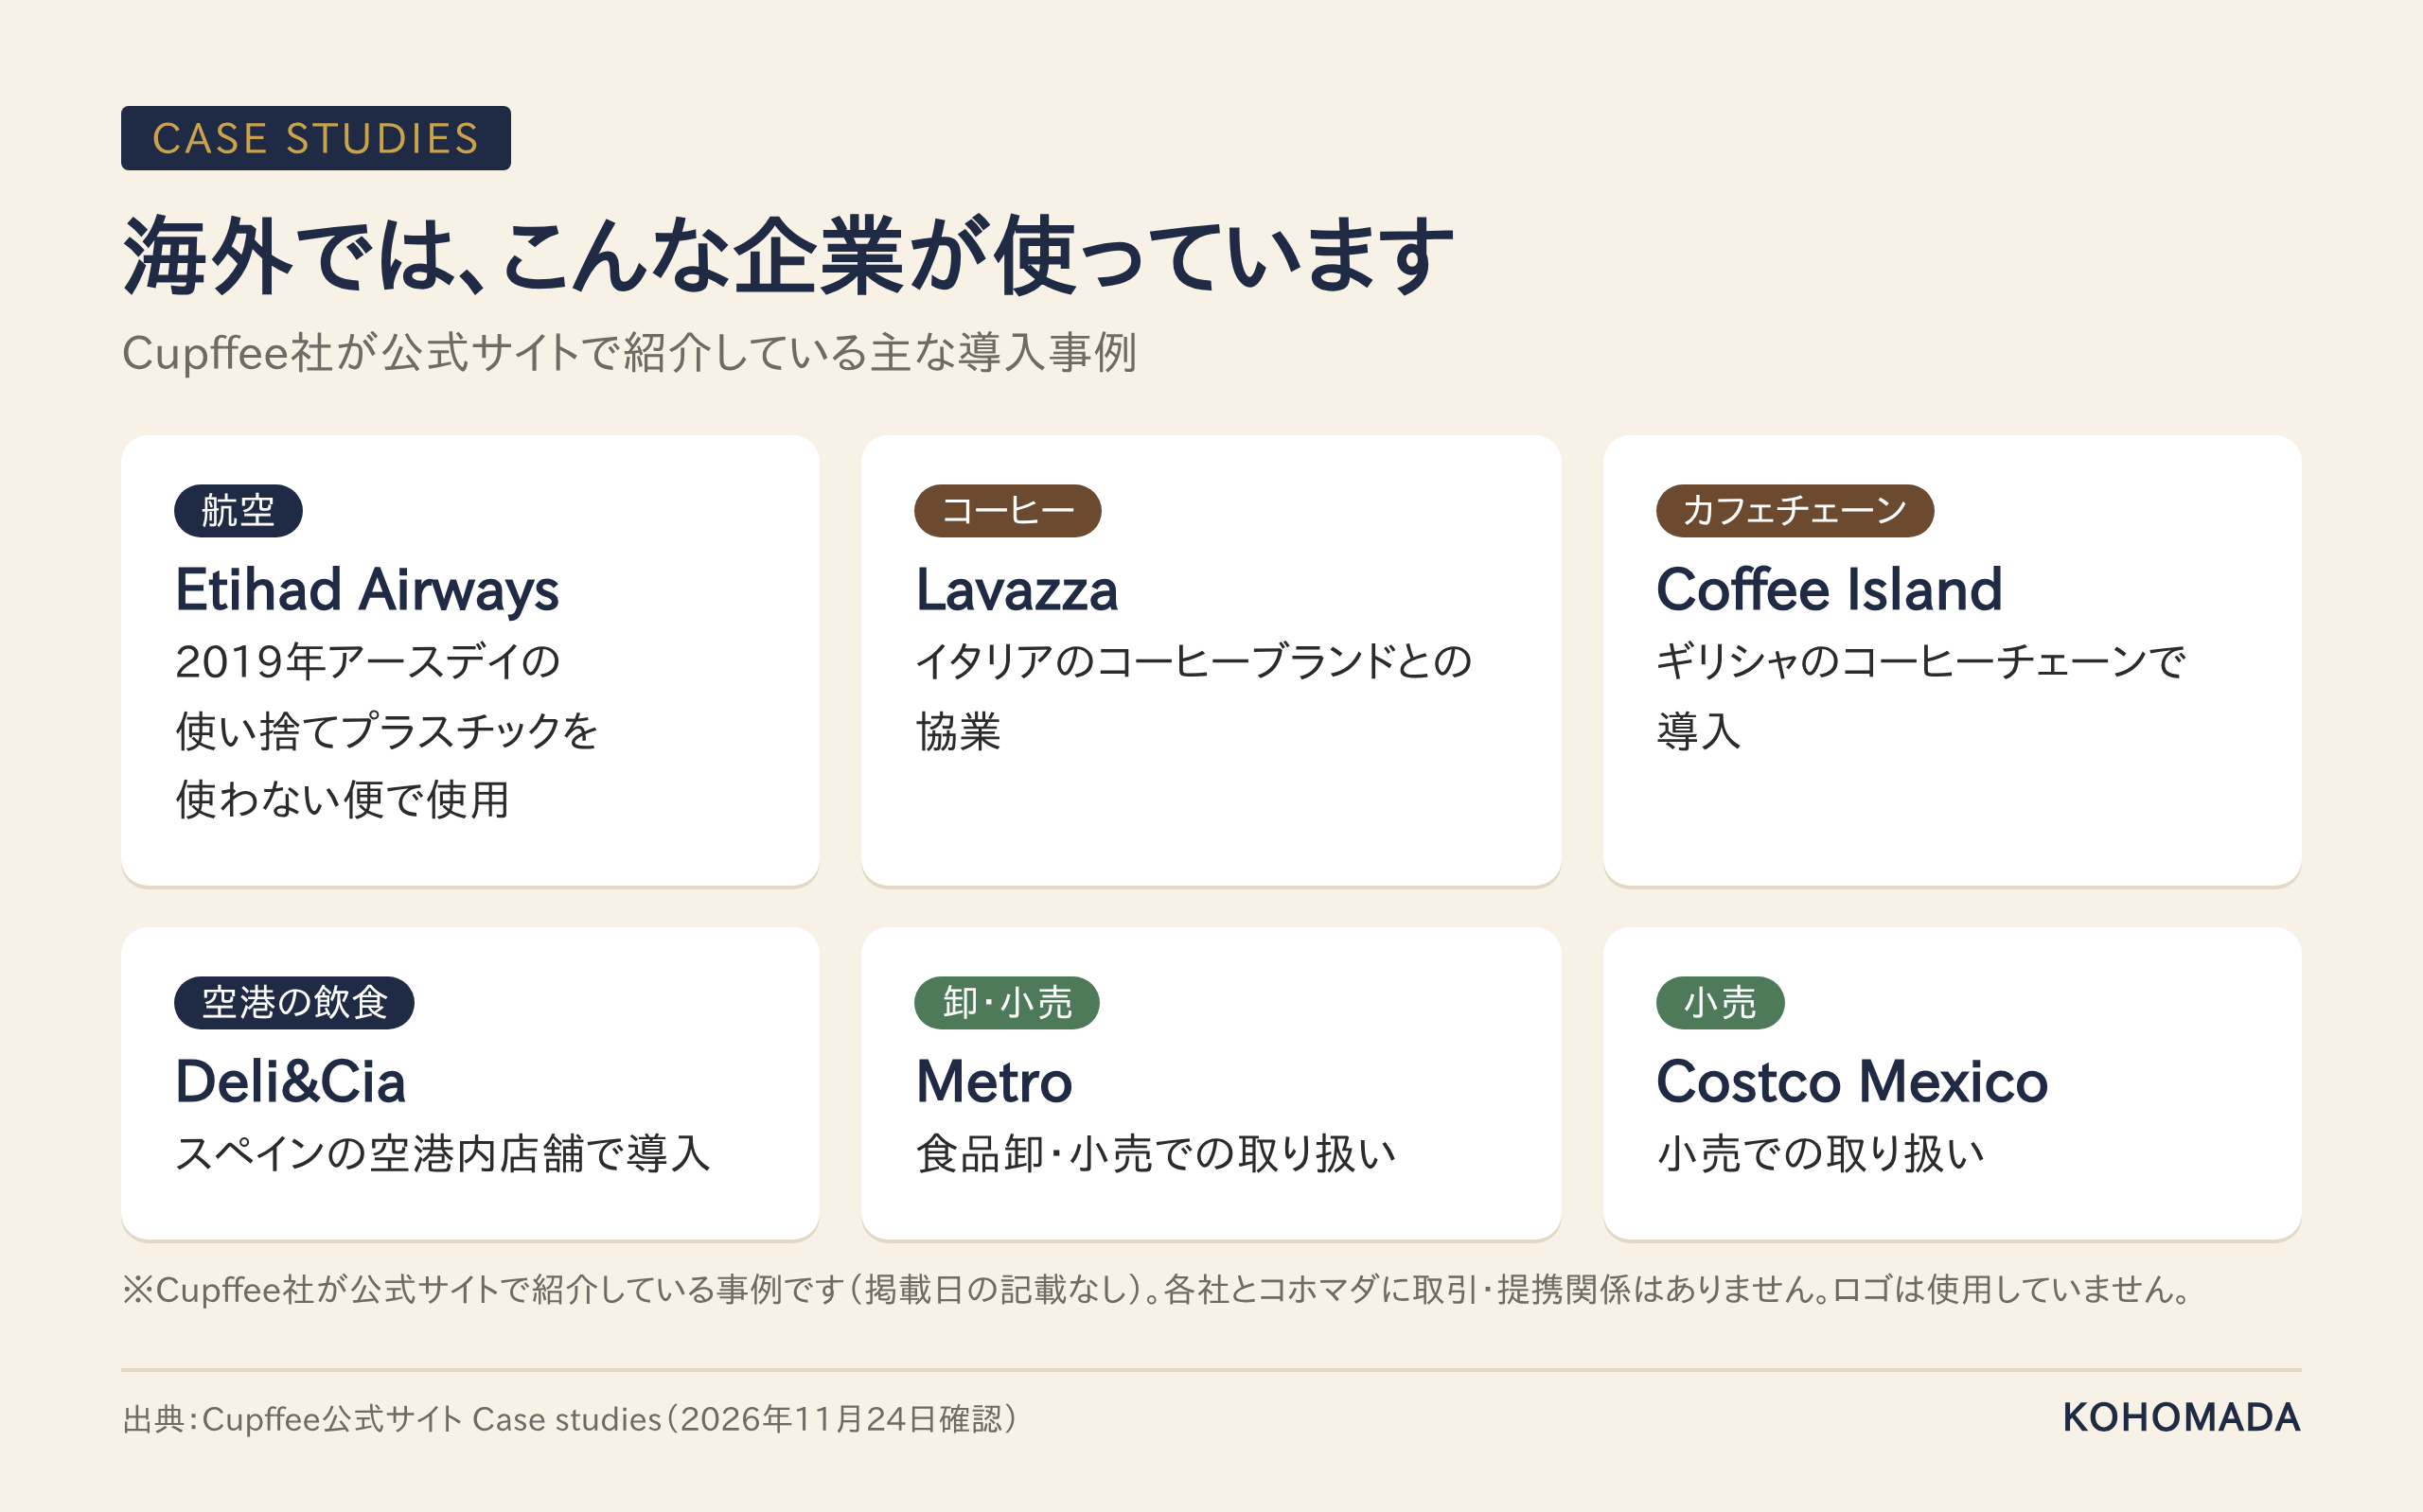 CASE STUDIES
海外では、こんな企業が使っています
Cupffee社が公式サイトで紹介している主な導入事例
航空
Etihad Airways
2019年アースデイの
使い捨てプラスチックを
使わない便で使用
コーヒー
Lavazza
イタリアのコーヒーブランドとの
協業
カフェチェーン
Coffee Island
ギリシャのコーヒーチェーンで
導入
空港の飲食
Deli&Cia
スペインの空港内店舗で導入
卸・小売
Metro
食品卸・小売での取り扱い
小売
Costco Mexico
小売での取り扱い
※Cupffee社が公式サイトで紹介している事例です（掲載日の記載なし）。各社とコホマダに取引・提携関係はありません。ロゴは使用していません。
出典：Cupffee公式サイト Case studies（2026年11月24日確認）
KOHOMADA